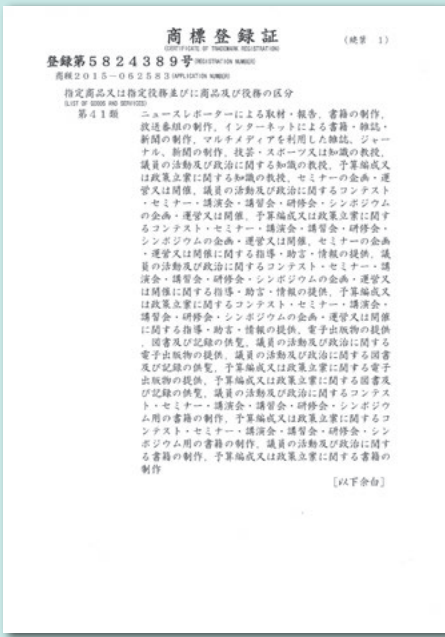 商標登録証
(CERTIFICATE OF TRADEMARK REGISTRATION)
(続葉 1)
登録第5824389号(REGISTRATION NUMBER)
商願2015-062583(APPLICATION NUMBER)
指定商品又は指定役務並びに商品及び役務の区分
(LIST OF GOODS AND SERVICES)
第41類 ニュースレポーターによる取材・報告、書籍の制作、
放送番組の制作、インターネットによる書籍・雑誌・
新聞の制作、マルチメディアを利用した雑誌、ジャー
ナル、新聞の制作、技芸・スポーツ又は知識の教授、
議員の活動及び政治に関する知識の教授、予算編成又
は政策立案に関する知識の教授、セミナーの企画・運
営又は開催、議員の活動及び政治に関するコンテスト
・セミナー・講演会・講習会・研修会・シンポジウム
の企画・運営又は開催、予算編成又は政策立案に関す
るコンテスト・セミナー・講演会・講習会・研修会・
シンポジウムの企画・運営又は開催、セミナーの企画
・運営又は開催に関する指導・助言・情報の提供、議
員の活動及び政治に関するコンテスト・セミナー・講
演会・講習会・研修会・シンポジウムの企画・運営又
は開催に関する指導・助言・情報の提供、予算編成又
は政策立案に関するコンテスト・セミナー・講演会・
講習会・研修会・シンポジウムの企画・運営又は開催
に関する指導・助言・情報の提供、電子出版物の提供
、図書及び記録の供覧、議員の活動及び政治に関する
電子出版物の提供、議員の活動及び政治に関する図書
及び記録の供覧、予算編成又は政策立案に関する電子
出版物の提供、予算編成又は政策立案に関する図書及
び記録の供覧、議員の活動及び政治に関するコンテス
ト・セミナー・講演会・講習会・研修会・シンポジウ
ム用の書籍の制作、予算編成又は政策立案に関するコ
ンテスト・セミナー・講演会・講習会・研修会・シン
ポジウム用の書籍の制作、議員の活動及び政治に関す
る書籍の制作、予算編成又は政策立案に関する書籍の
制作
[以下余白]